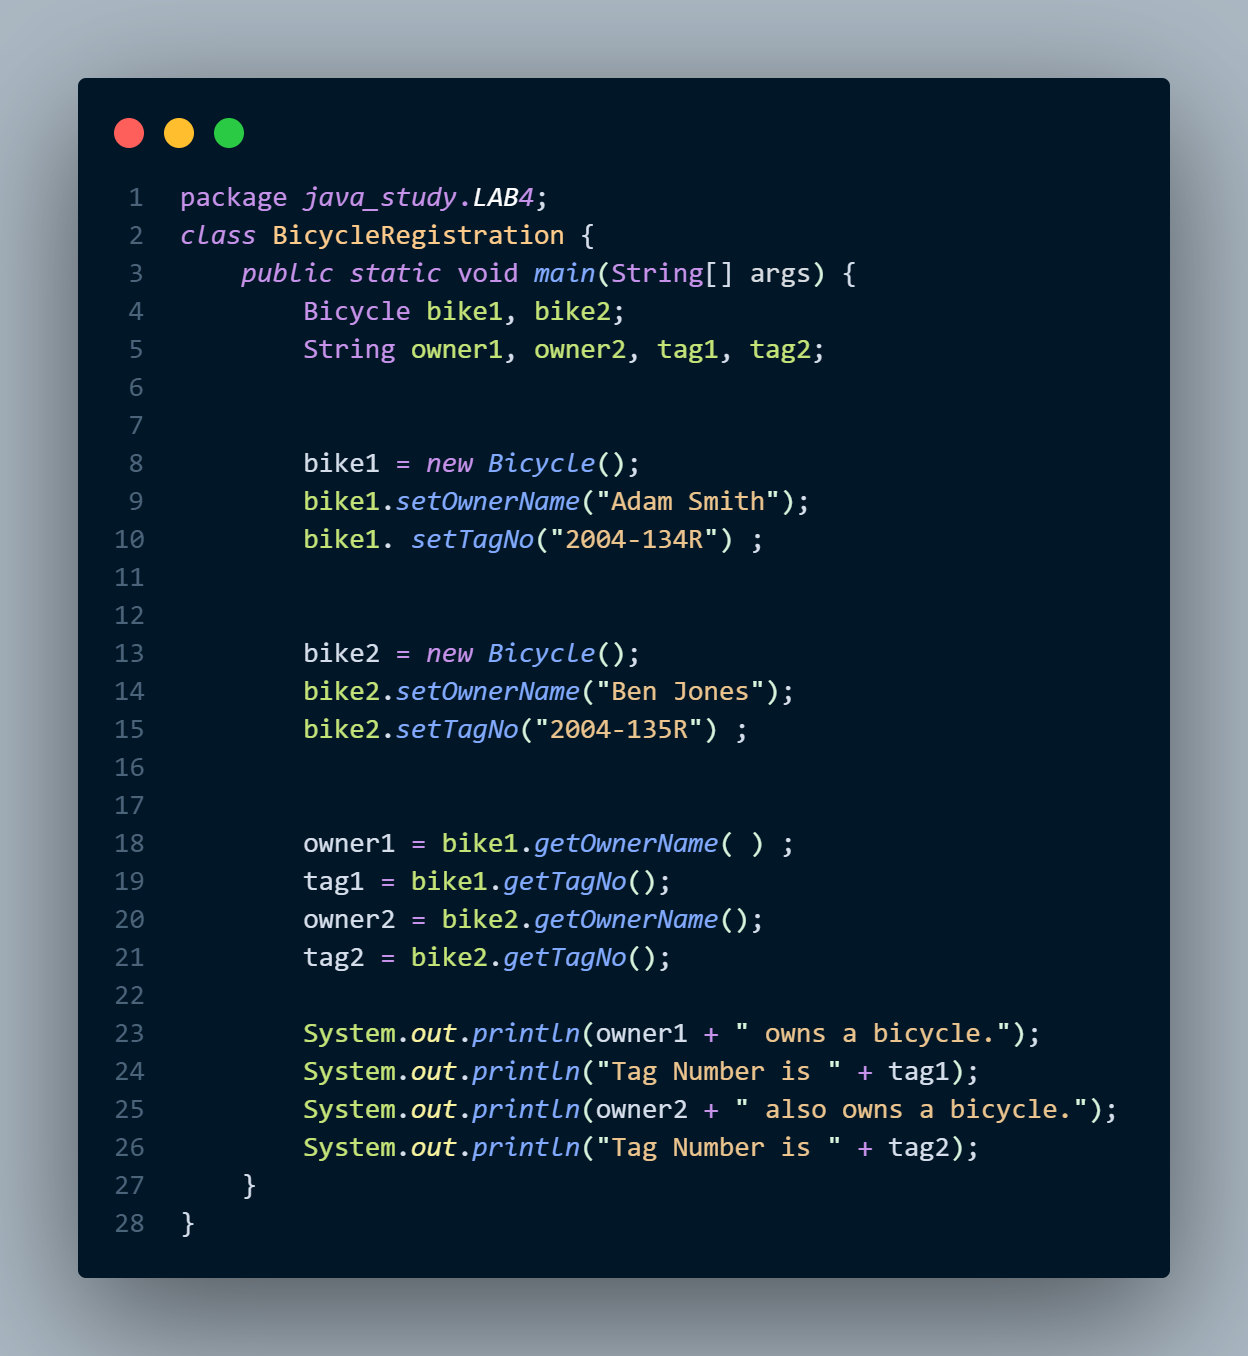 1 package java_study.LAB4;
2 class BicycleRegistration {
3     public static void main(String[] args) {
4         Bicycle bike1, bike2;
5         String owner1, owner2, tag1, tag2;
6
7
8         bike1 = new Bicycle();
9         bike1.setOwnerName("Adam Smith");
10         bike1. setTagNo("2004-134R") ;
11
12
13         bike2 = new Bicycle();
14         bike2.setOwnerName("Ben Jones");
15         bike2.setTagNo("2004-135R") ;
16
17
18         owner1 = bike1.getOwnerName( ) ;
19         tag1 = bike1.getTagNo();
20         owner2 = bike2.getOwnerName();
21         tag2 = bike2.getTagNo();
22
23         System.out.println(owner1 + " owns a bicycle.");
24         System.out.println("Tag Number is " + tag1);
25         System.out.println(owner2 + " also owns a bicycle.");
26         System.out.println("Tag Number is " + tag2);
27     }
28 }